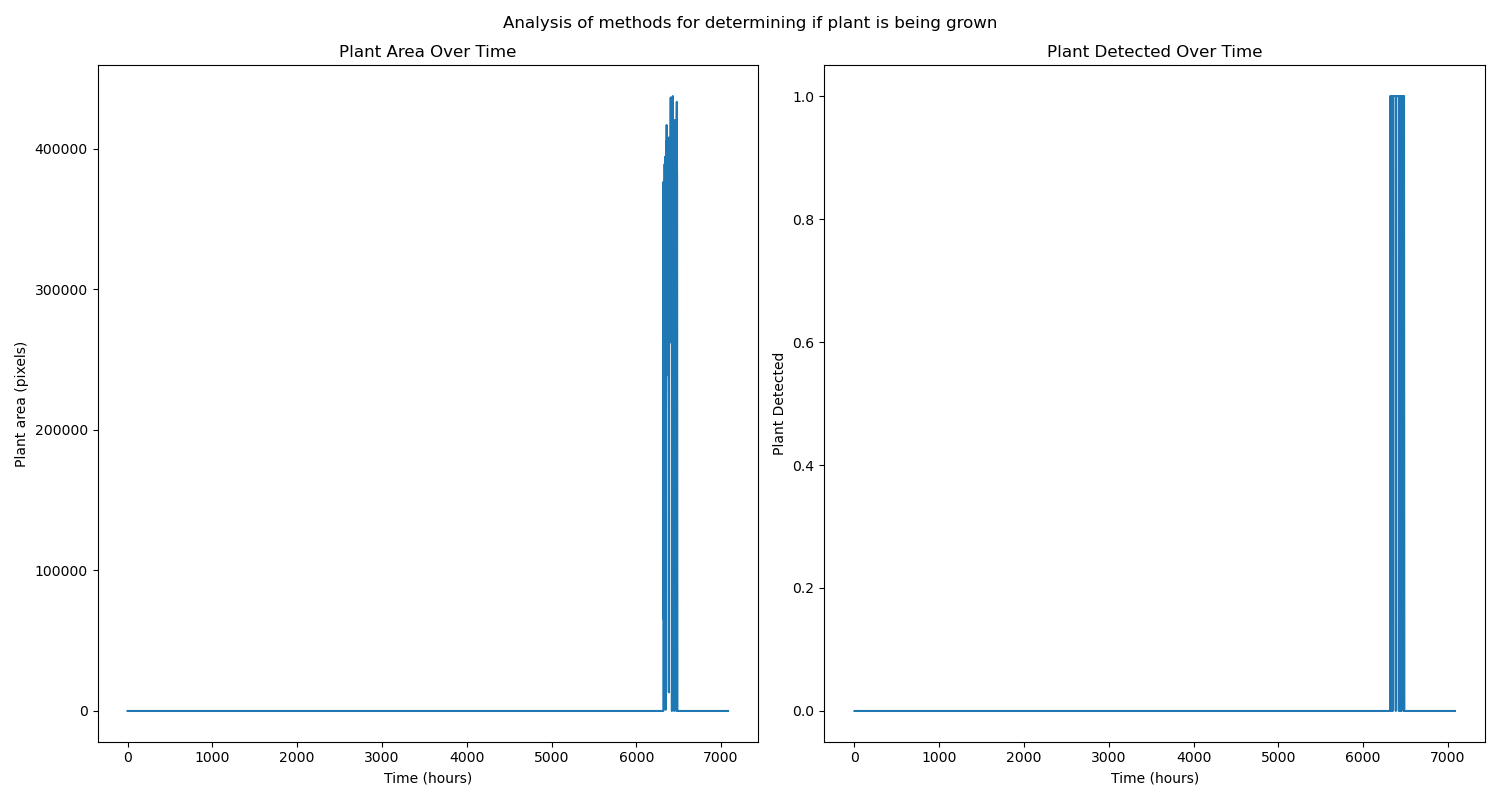 Analysis of methods for determining if plant is being grown
Plant Area Over Time
Plant area (pixels)
400000
300000
200000
100000
0
0 1000 2000 3000 4000 5000 6000 7000
Time (hours)
Plant Detected Over Time
Plant Detected
1.0
0.8
0.6
0.4
0.2
0.0
0 1000 2000 3000 4000 5000 6000 7000
Time (hours)